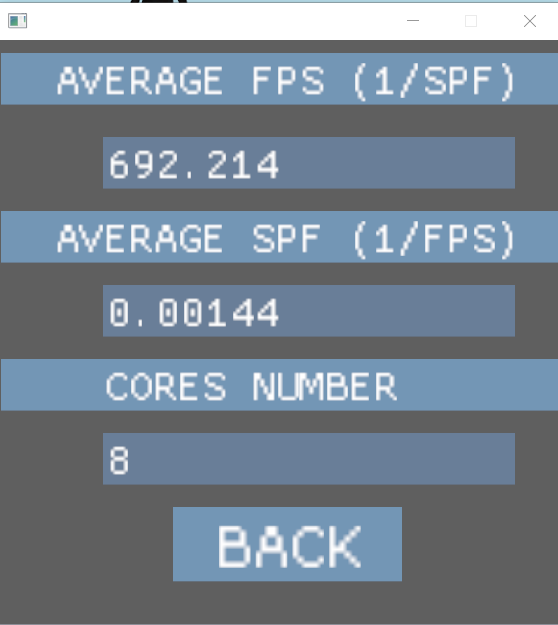 AVERAGE FPS (1/SPF)
692.214
AVERAGE SPF (1/FPS)
0.00144
CORES NUMBER
8
BACK